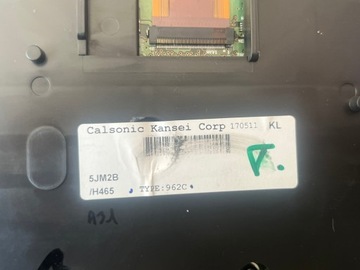 Calsonic Kansei Corp 170511 KL
5JM2B
/H465 TYPE:962C